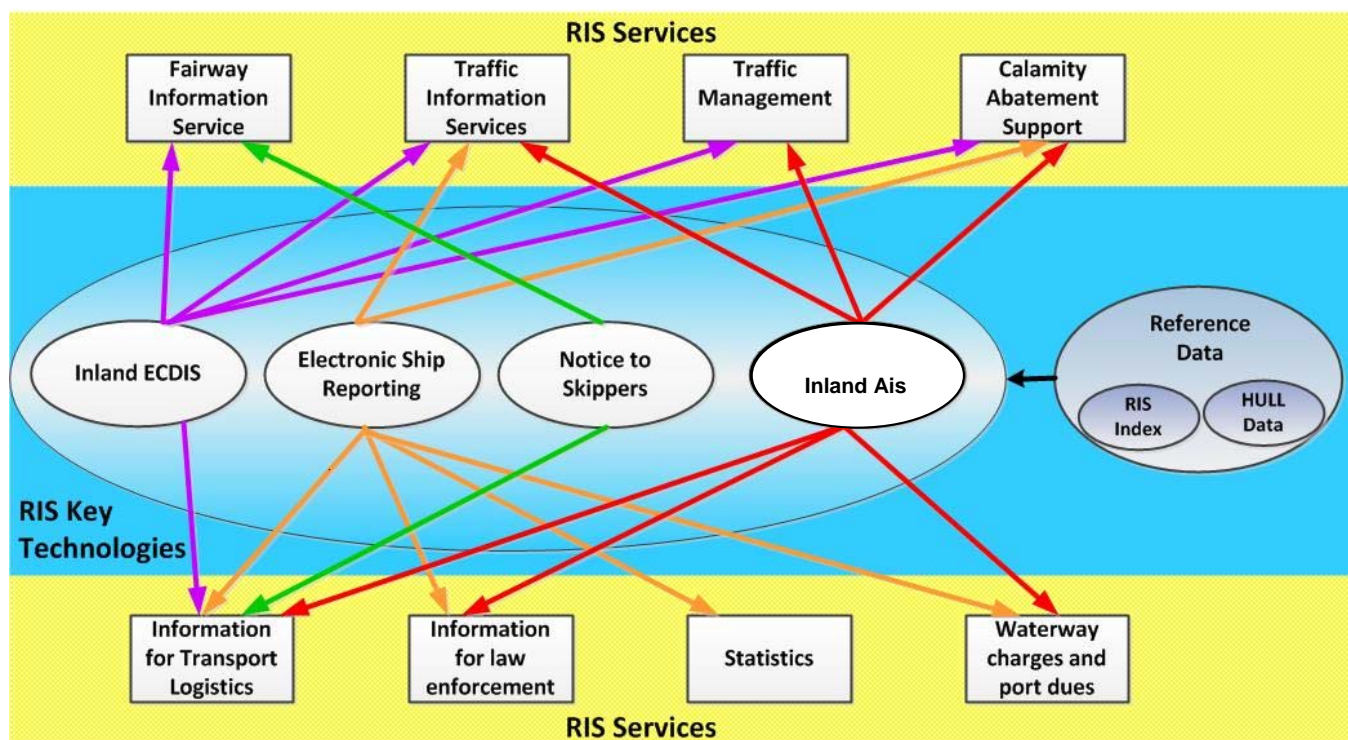 RIS Services
Fairway
Information
Service
Traffic
Information
Services
Traffic
Management
Calamity
Abatement
Support
Inland ECDIS
Electronic Ship
Reporting
Notice to
Skippers
Inland Ais
Reference
Data
RIS
Index
HULL
Data
RIS Key
Technologies
Information
for Transport
Logistics
Information
for law
enforcement
Statistics
Waterway
charges and
port dues
RIS Services